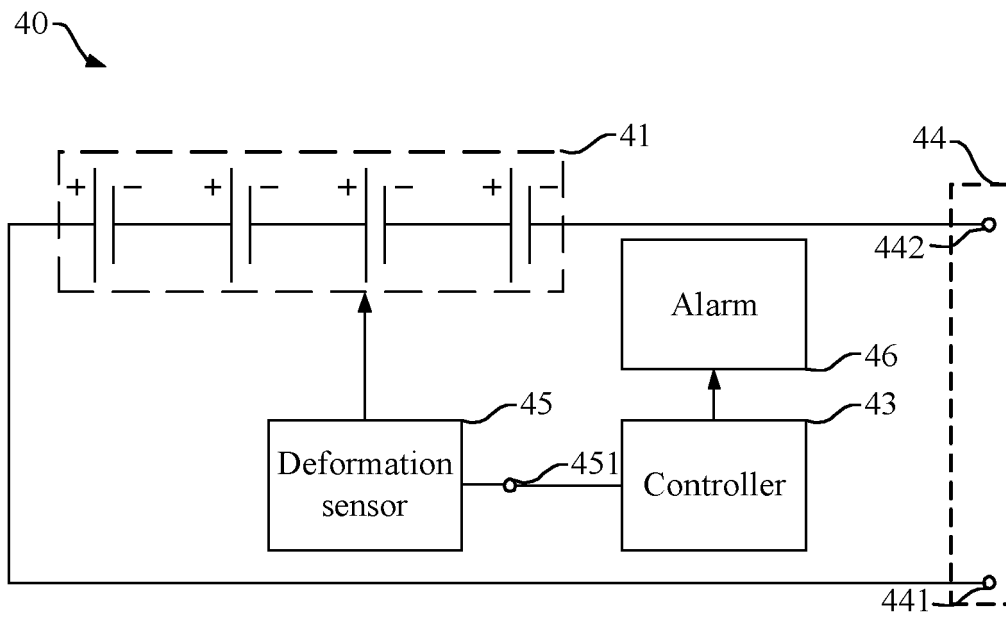 40
41
44
+ − + − + − + −
442
Alarm
46
45
43
Deformation
sensor
451
Controller
441